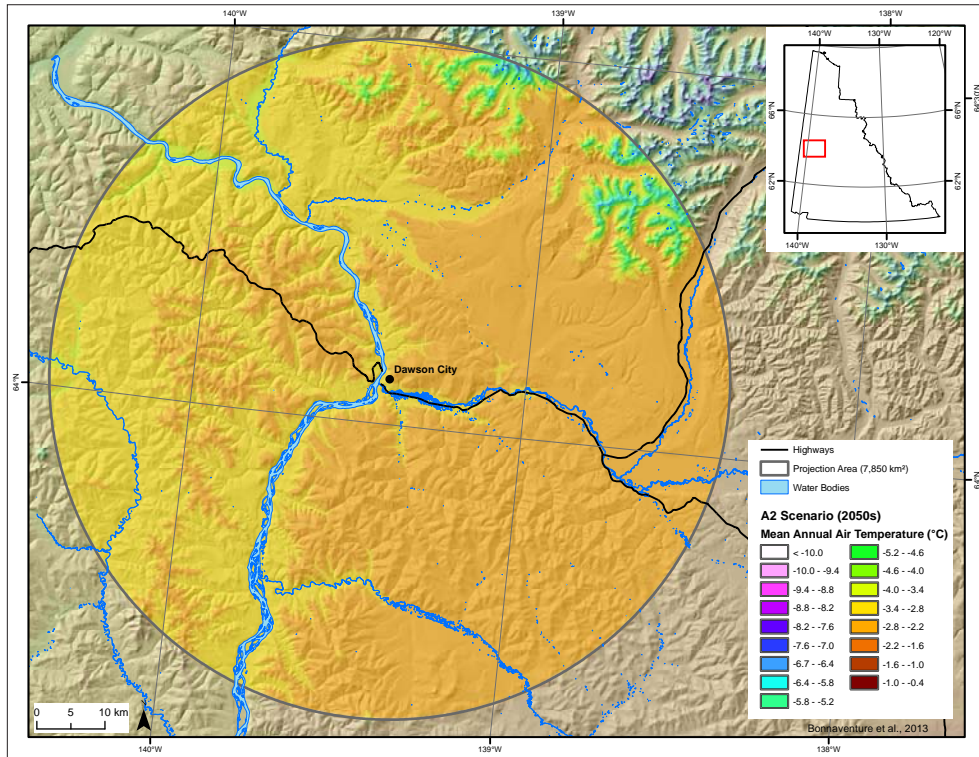 140°W
139°W
138°W
140°W
130°W
120°W
66°N
66°N
62°N
62°N
140°W
130°W
64°30'N
64°N
Dawson City
64°N
Highways
Projection Area (7,850 km²)
Water Bodies
A2 Scenario (2050s)
Mean Annual Air Temperature (°C)
< -10.0
-10.0 - -9.4
-9.4 - -8.8
-8.8 - -8.2
-8.2 - -7.6
-7.6 - -7.0
-6.7 - -6.4
-6.4 - -5.8
-5.8 - -5.2
-5.2 - -4.6
-4.6 - -4.0
-4.0 - -3.4
-3.4 - -2.8
-2.8 - -2.2
-2.2 - -1.6
-1.6 - -1.0
-1.0 - -0.4
Bonnaventure et al., 2013
0 5 10 km
140°W
139°W
138°W